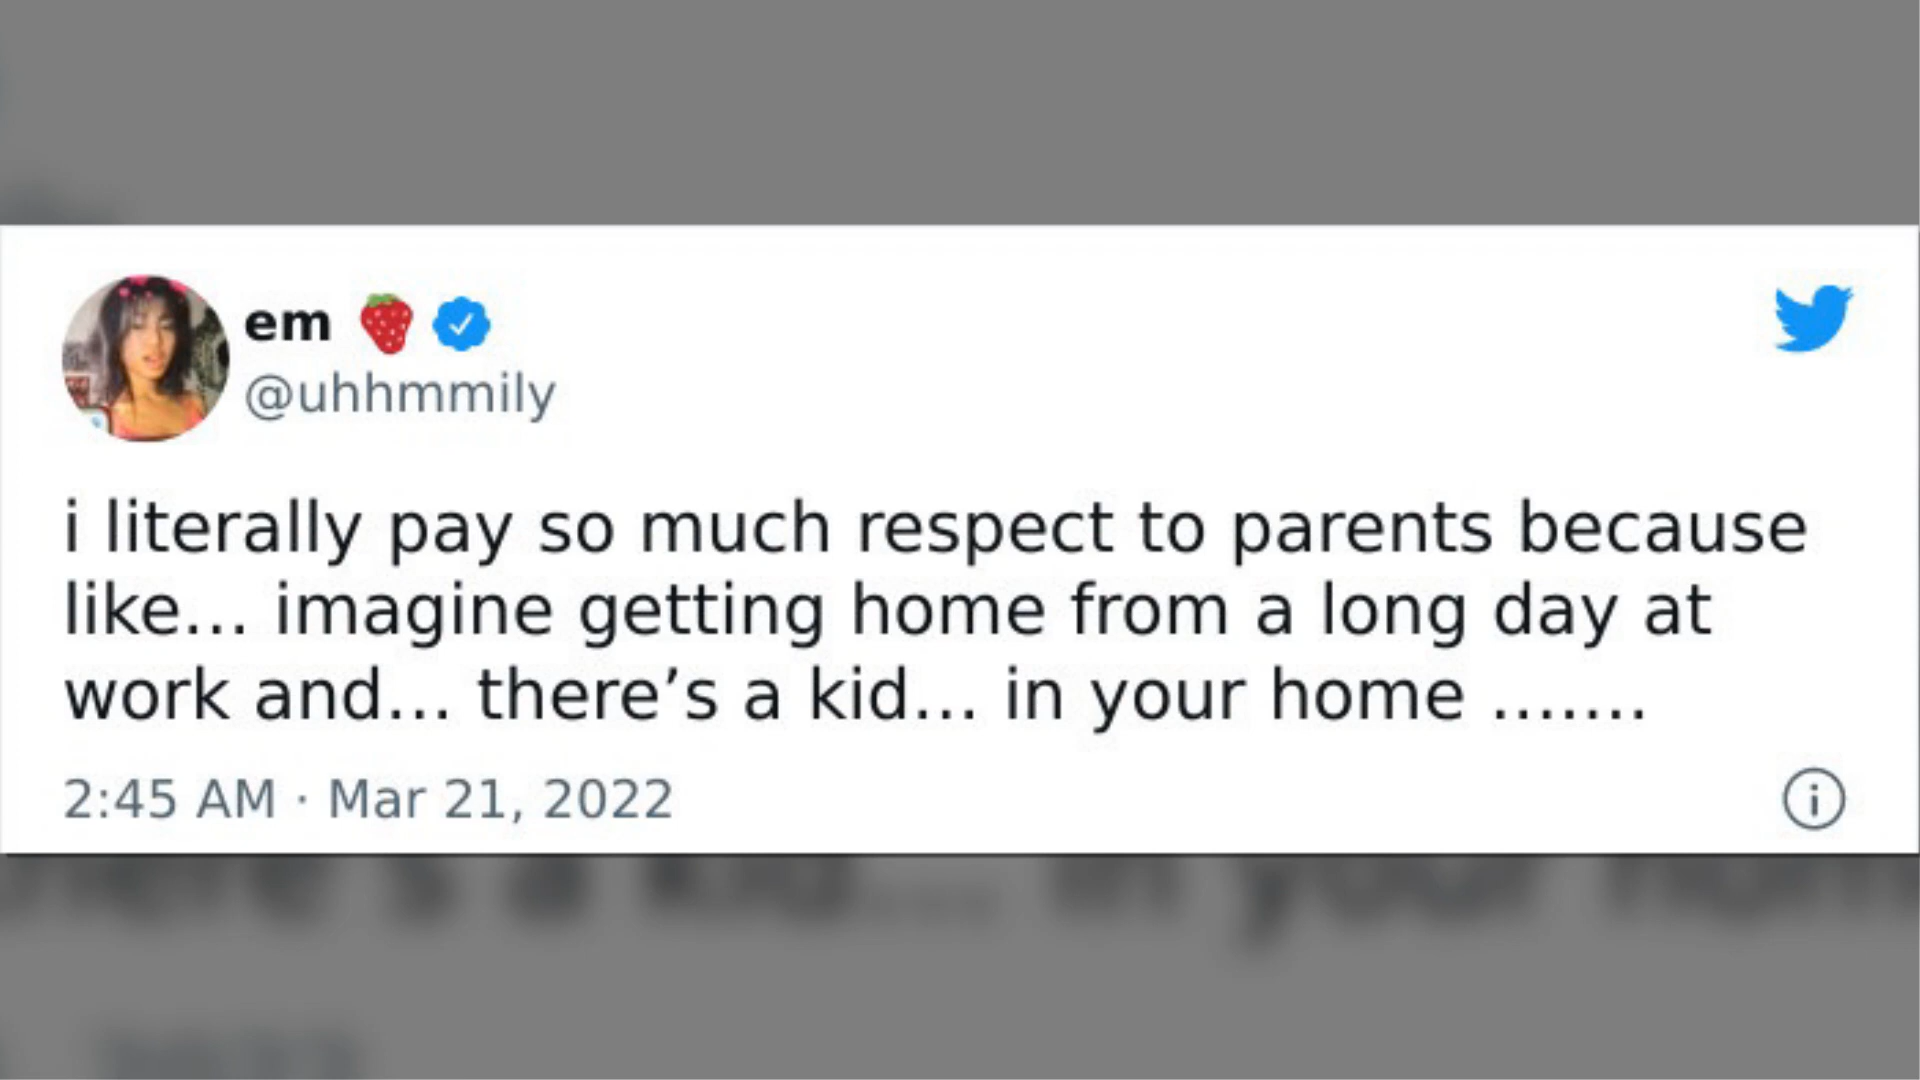 em 🍓
@uhhmmily
i literally pay so much respect to parents because
like... imagine getting home from a long day at
work and... there’s a kid... in your home .......
2:45 AM · Mar 21, 2022